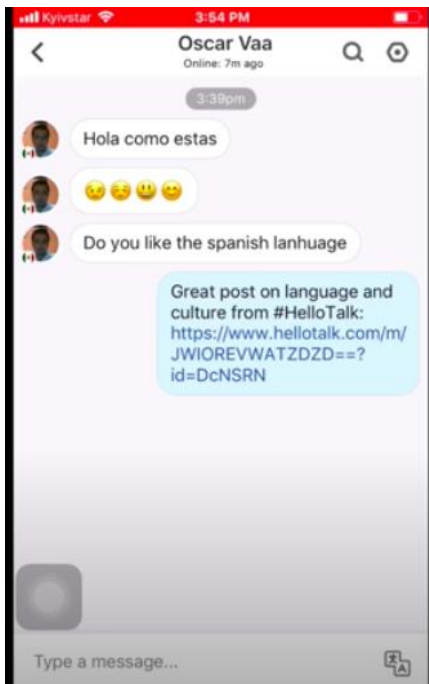 Kyivstar 3:54 PM
Oscar Vaa
Online: 7m ago
3:39pm
Hola como estas
😉😌😃😊
Do you like the spanish lanhuage
Great post on language and
culture from #HelloTalk:
https://www.hellotalk.com/m/
JWIOREVWATZDZD==?
id=DcNSRN
Type a message...